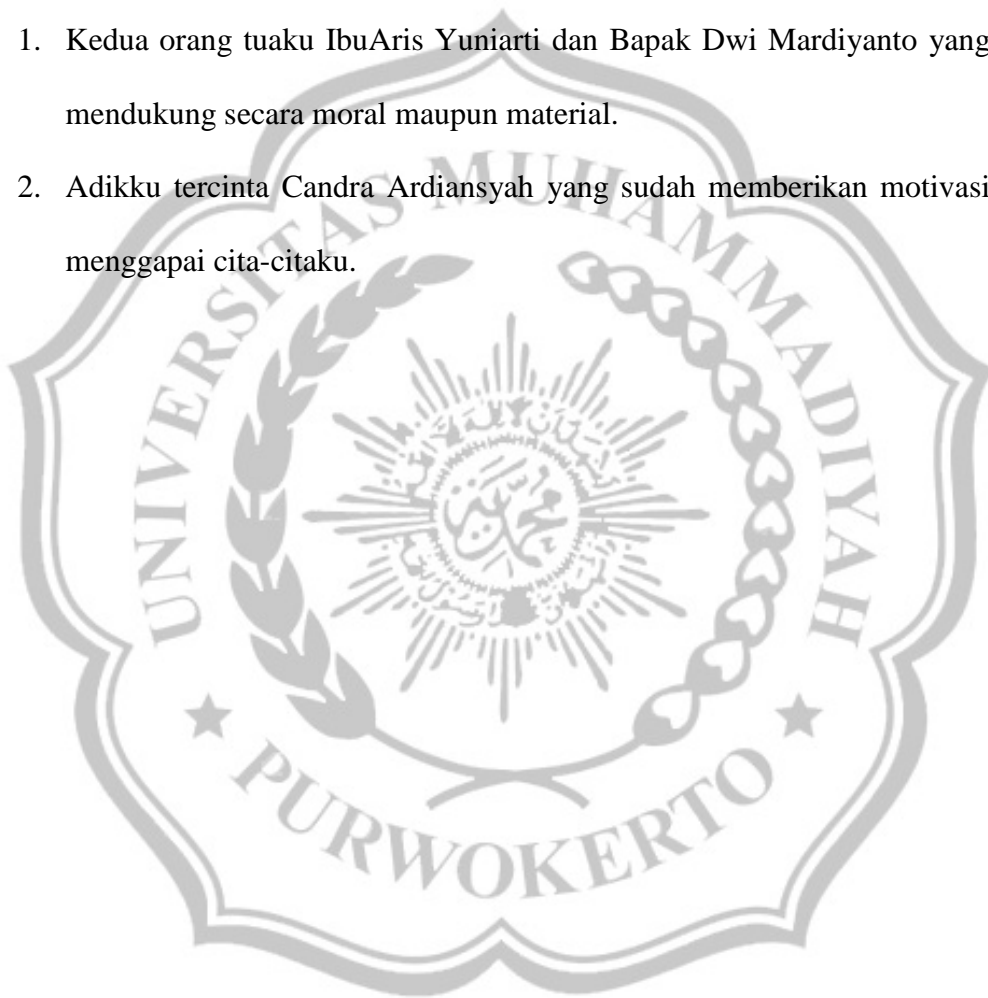 1. Kedua orang tuaku IbuAris Yuniarti dan Bapak Dwi Mardiyanto yang
mendukung secara moral maupun material.
2. Adikku tercinta Candra Ardiansyah yang sudah memberikan motivasi
menggapai cita-citaku.
UNIVERSITAS MUHAMMADIYAH
PURWOKERTO
محمدية